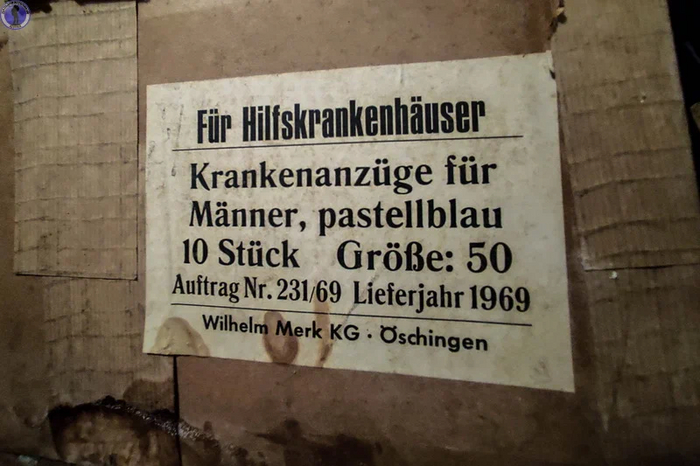 Für Hilfskrankenhäuser
Krankenanzüge für
Männer, pastellblau
10 Stück Größe: 50
Auftrag Nr. 231/69 Lieferjahr 1969
Wilhelm Merk KG · Öschingen